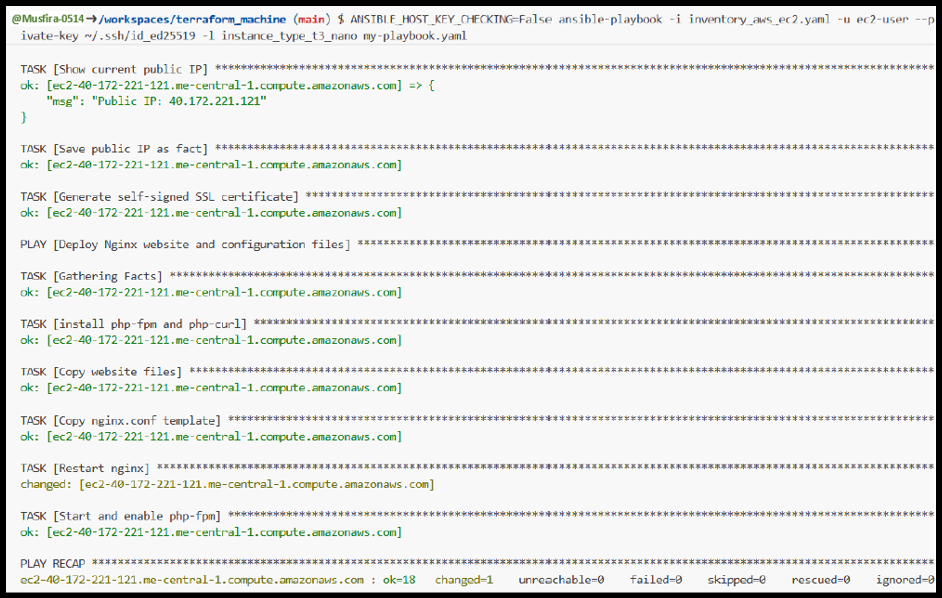 @Musfira-0514 → /workspaces/terraform_machine (main) $ ANSIBLE_HOST_KEY_CHECKING=False ansible-playbook -i inventory_aws_ec2.yaml -u ec2-user --p
ivate-key ~/.ssh/id_ed25519 -l instance_type_t3_nano my-playbook.yaml
TASK [Show current public IP] ****************************************************************************************************************
ok: [ec2-40-172-221-121.me-central-1.compute.amazonaws.com] => {
"msg": "Public IP: 40.172.221.121"
}
TASK [Save public IP as fact] ****************************************************************************************************************
ok: [ec2-40-172-221-121.me-central-1.compute.amazonaws.com]
TASK [Generate self-signed SSL certificate] **************************************************************************************************
ok: [ec2-40-172-221-121.me-central-1.compute.amazonaws.com]
PLAY [Deploy Nginx website and configuration files] ******************************************************************************************
TASK [Gathering Facts] ***********************************************************************************************************************
ok: [ec2-40-172-221-121.me-central-1.compute.amazonaws.com]
TASK [install php-fpm and php-curl] **********************************************************************************************************
ok: [ec2-40-172-221-121.me-central-1.compute.amazonaws.com]
TASK [Copy website files] ********************************************************************************************************************
ok: [ec2-40-172-221-121.me-central-1.compute.amazonaws.com]
TASK [Copy nginx.conf template] **************************************************************************************************************
ok: [ec2-40-172-221-121.me-central-1.compute.amazonaws.com]
TASK [Restart nginx] *************************************************************************************************************************
changed: [ec2-40-172-221-121.me-central-1.compute.amazonaws.com]
TASK [Start and enable php-fpm] **************************************************************************************************************
ok: [ec2-40-172-221-121.me-central-1.compute.amazonaws.com]
PLAY RECAP ***********************************************************************************************************************************
ec2-40-172-221-121.me-central-1.compute.amazonaws.com : ok=18 changed=1 unreachable=0 failed=0 skipped=0 rescued=0 ignored=0